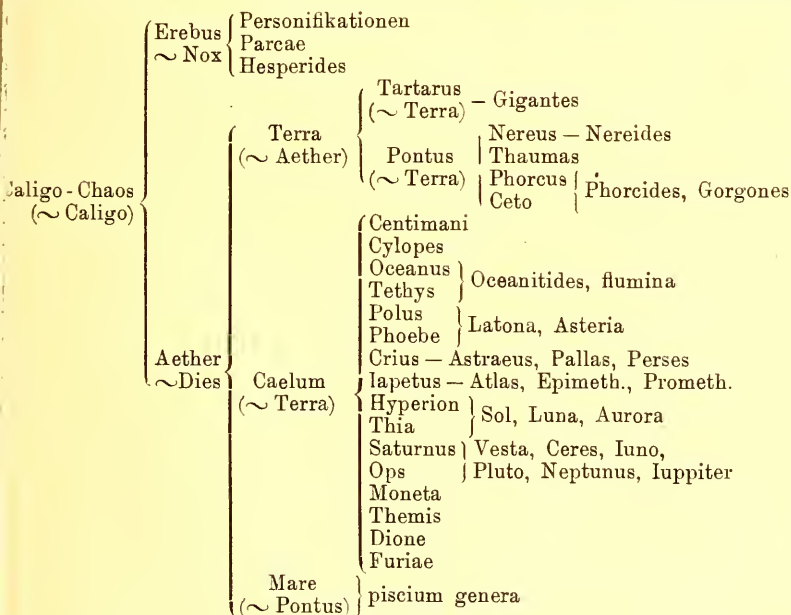 Erebus Personifikationen
~ Nox Parcae
Hesperides
Tartarus
(~ Terra) – Gigantes
Terra Nereus – Nereides
(~ Aether) Pontus Thaumas
(~ Terra) Phorcus Phorcides, Gorgones
Ceto
Caligo - Chaos
(~ Caligo)
Centimani
Cylopes
Oceanus Oceanitides, flumina
Tethys
Polus Latona, Asteria
Phoebe
Crius – Astraeus, Pallas, Perses
Aether
~Dies
Caelum Iapetus – Atlas, Epimeth., Prometh.
(~ Terra) Hyperion Sol, Luna, Aurora
Thia
Saturnus Vesta, Ceres, Iuno,
Ops Pluto, Neptunus, Iuppiter
Moneta
Themis
Dione
Furiae
Mare piscium genera
(~ Pontus)